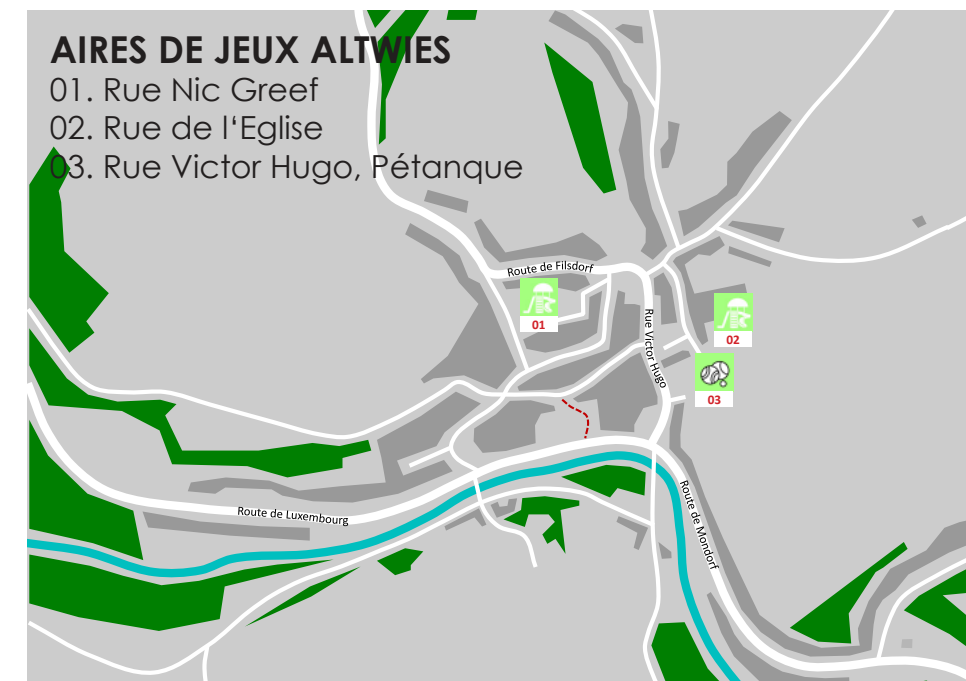 AIRES DE JEUX ALTWIES
01. Rue Nic Greef
02. Rue de l‘Eglise
03. Rue Victor Hugo, Pétanque
Route de Filsdorf
01
02
Rue Victor Hugo
03
Route de Luxembourg
Route de Mondorf